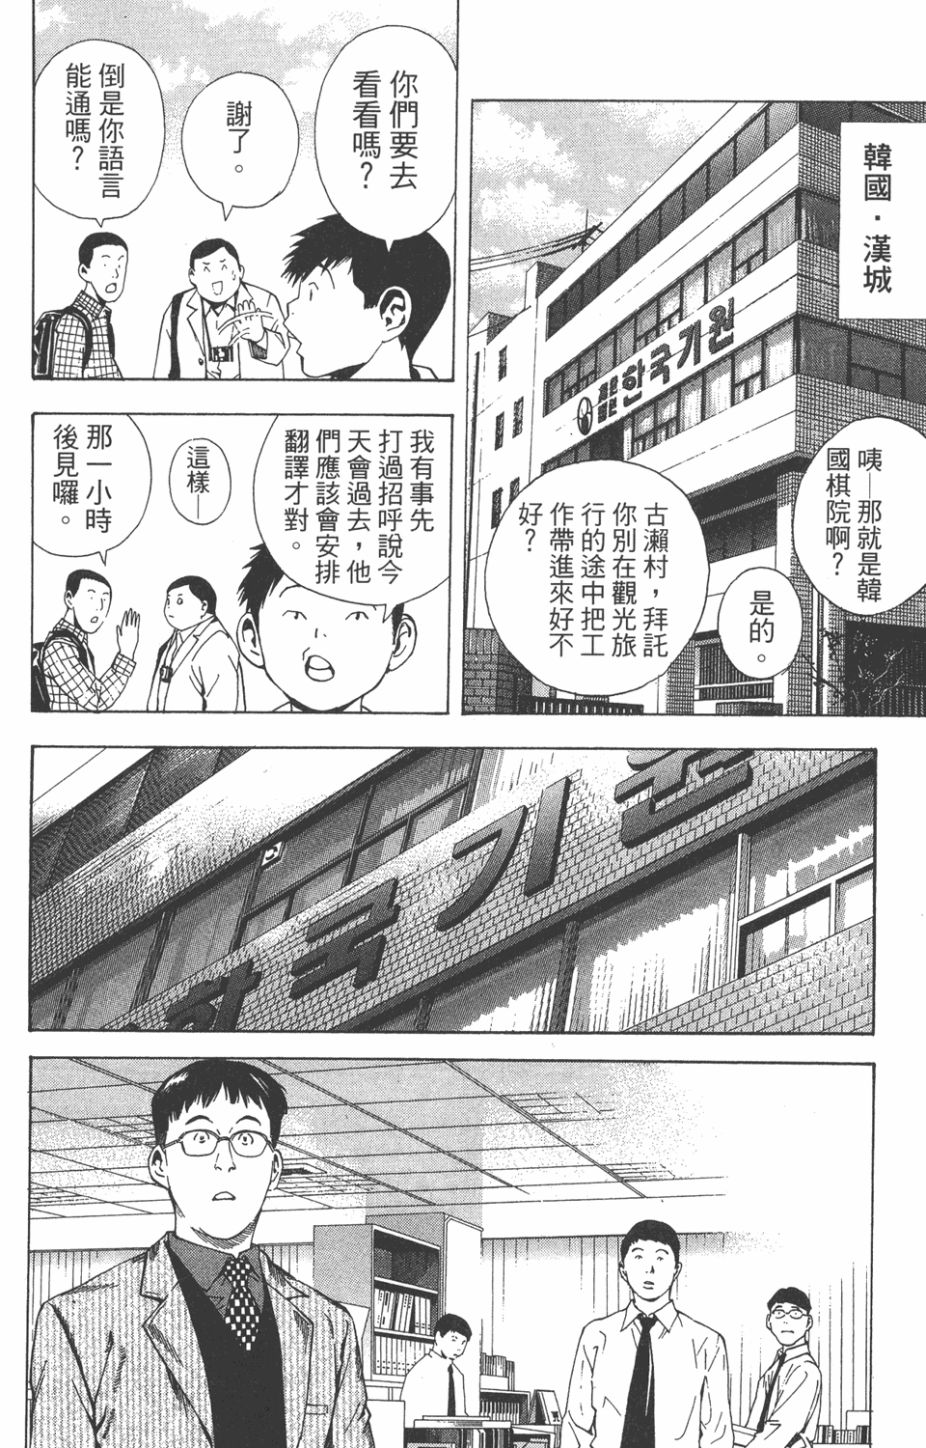 韓國·漢城
한국기원
咦—那就是韓
國棋院啊？
是的。
古瀨村，拜託
你別在觀光旅
行的途中把工
作帶進來好不
好？
你們要去
看看嗎？
謝了。
倒是你語言
能通嗎？
我有事先
打過招呼說今
天會過去，他
們應該會安排
翻譯才對。
這樣—
那一小時
後見囉。
한국기원